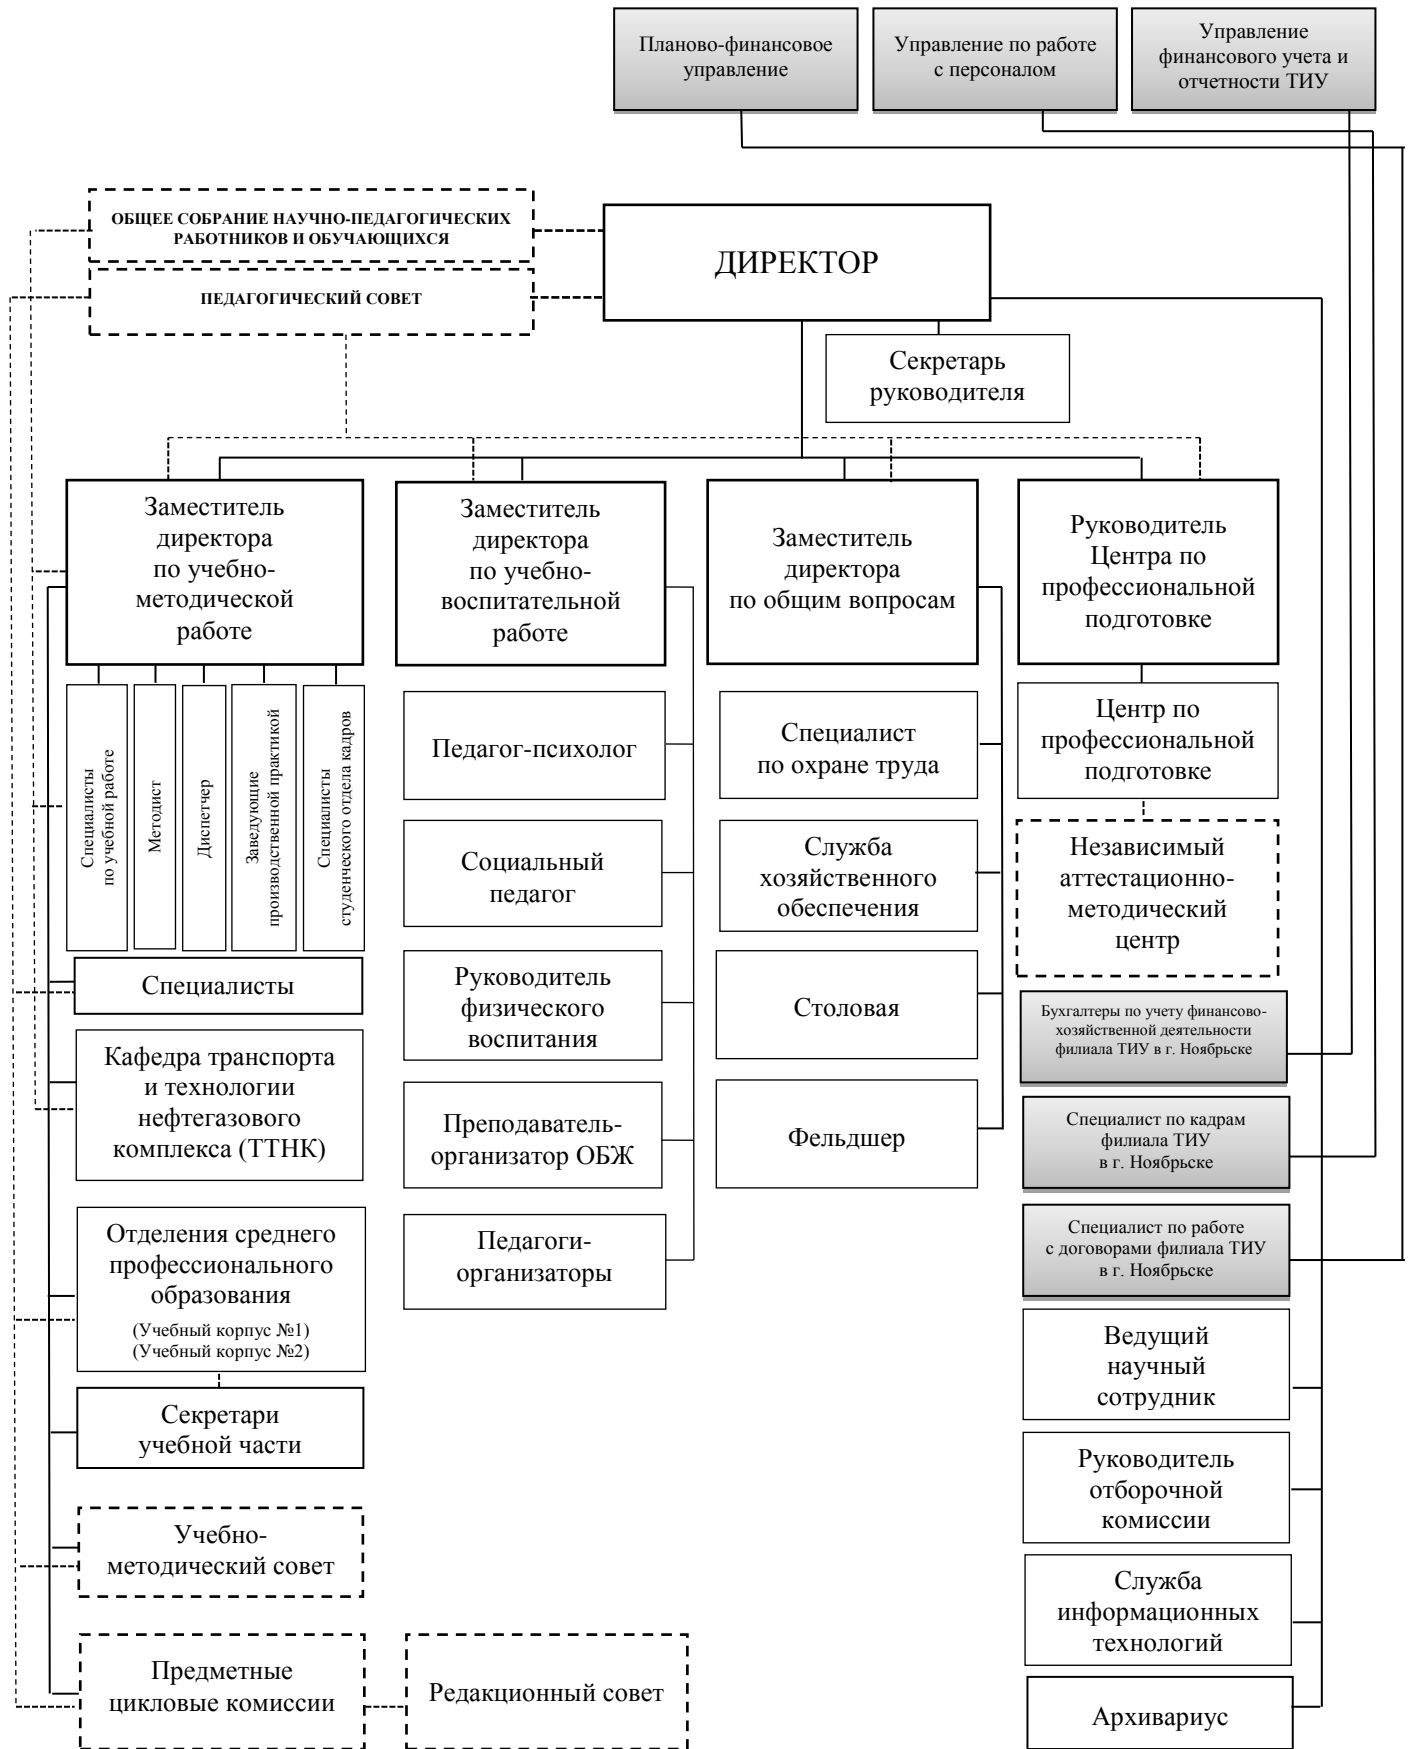 Планово-финансовое
управление
Управление по работе
с персоналом
Управление
финансового учета и
отчетности ТИУ
ОБЩЕЕ СОБРАНИЕ НАУЧНО-ПЕДАГОГИЧЕСКИХ
РАБОТНИКОВ И ОБУЧАЮЩИХСЯ
ПЕДАГОГИЧЕСКИЙ СОВЕТ
ДИРЕКТОР
Секретарь
руководителя
Заместитель
директора
по учебно-
методической
работе
Заместитель
директора
по учебно-
воспитательной
работе
Заместитель
директора
по общим вопросам
Руководитель
Центра по
профессиональной
подготовке
Специалисты
по учебной работе
Методист
Диспетчер
Заведующие
производственной практикой
Специалисты
студенческого отдела кадров
Специалисты
Кафедра транспорта
и технологии
нефтегазового
комплекса (ТТНК)
Отделения среднего
профессионального
образования
(Учебный корпус №1)
(Учебный корпус №2)
Секретари
учебной части
Учебно-
методический совет
Предметные
цикловые комиссии
Редакционный совет
Педагог-психолог
Социальный
педагог
Руководитель
физического
воспитания
Преподаватель-
организатор ОБЖ
Педагоги-
организаторы
Специалист
по охране труда
Служба
хозяйственного
обеспечения
Столовая
Фельдшер
Центр по
профессиональной
подготовке
Независимый
аттестационно-
методический
центр
Бухгалтеры по учету финансово-
хозяйственной деятельности
филиала ТИУ в г. Ноябрьске
Специалист по кадрам
филиала ТИУ
в г. Ноябрьске
Специалист по работе
с договорами филиала ТИУ
в г. Ноябрьске
Ведущий
научный
сотрудник
Руководитель
отборочной
комиссии
Служба
информационных
технологий
Архивариус